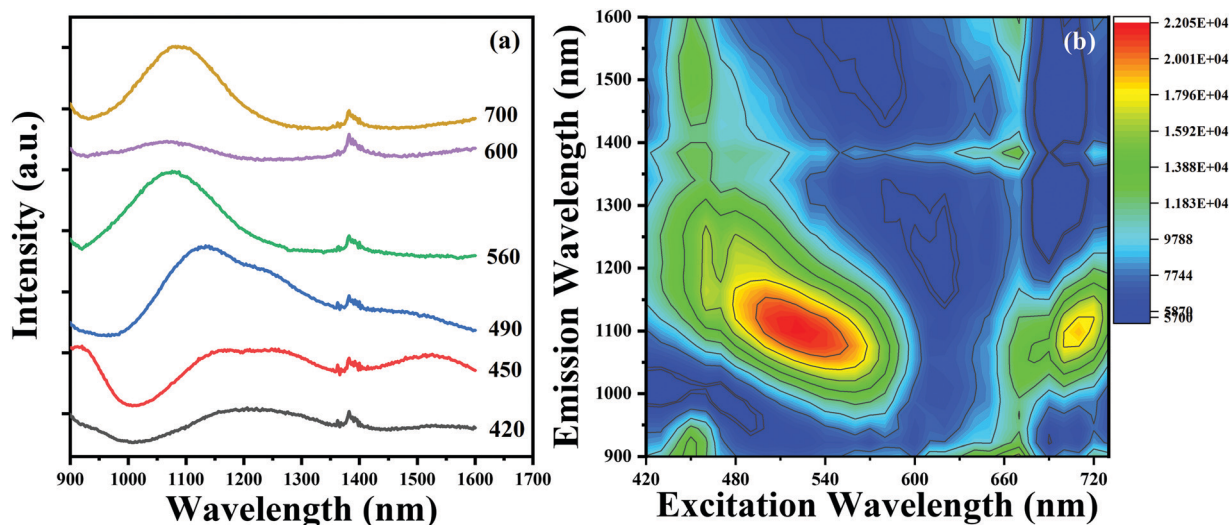 (a)
Intensity (a.u.)
700
600
560
490
450
420
900 1000 1100 1200 1300 1400 1500 1600 1700
Wavelength (nm)
(b)
Emission Wavelength (nm)
1600
1500
1400
1300
1200
1100
1000
900
420 480 540 600 660 720
Excitation Wavelength (nm)
2.205E+04
2.001E+04
1.796E+04
1.592E+04
1.388E+04
1.183E+04
9788
7744
5700